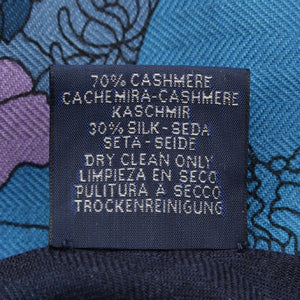 70% CASHMERE
CACHEMIRA-CASHMERE
KASCHMIR
30% SILK-SEDA
SETA-SEIDE
DRY CLEAN ONLY
LIMPIEZA EN SECO
PULITURA A SECCO
TROCKENREINIGUNG